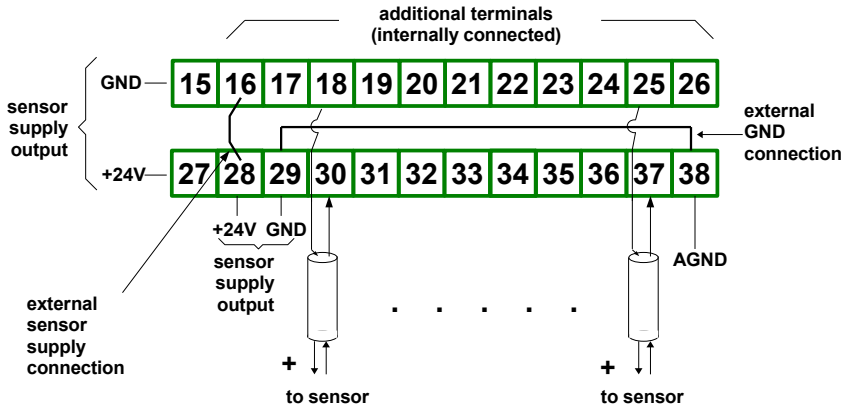 additional terminals
(internally connected)
GND
15 16 17 18 19 20 21 22 23 24 25 26
sensor
supply
output
external
GND
connection
+24V
27 28 29 30 31 32 33 34 35 36 37 38
+24V GND
AGND
sensor
supply
output
external
sensor
supply
connection
. . . . .
+ +
to sensor to sensor